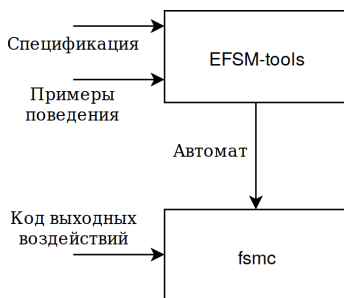 Спецификация
EFSM-tools
Примеры
поведения
Автомат
Код выходных
воздействий
fsmc